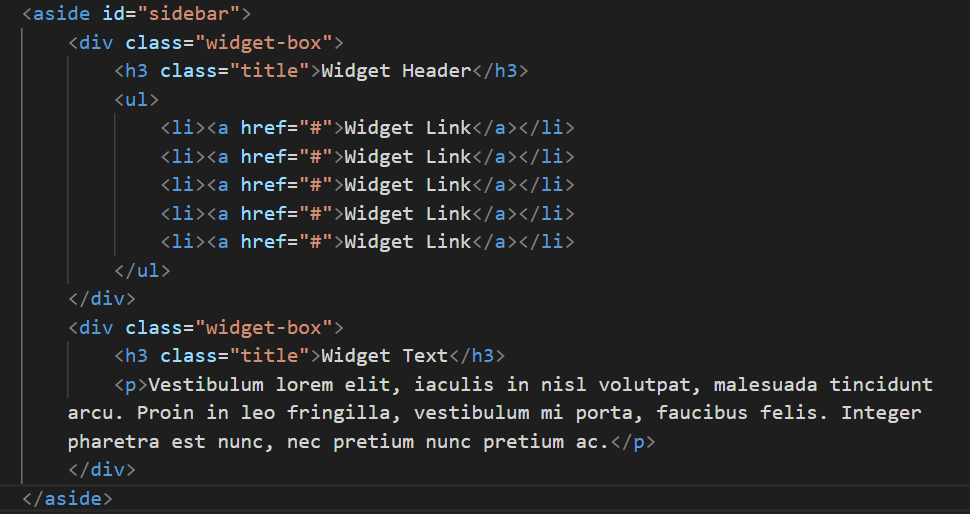 <aside id="sidebar">
    <div class="widget-box">
        <h3 class="title">Widget Header</h3>
        <ul>
            <li><a href="#">Widget Link</a></li>
            <li><a href="#">Widget Link</a></li>
            <li><a href="#">Widget Link</a></li>
            <li><a href="#">Widget Link</a></li>
            <li><a href="#">Widget Link</a></li>
        </ul>
    </div>
    <div class="widget-box">
        <h3 class="title">Widget Text</h3>
        <p>Vestibulum lorem elit, iaculis in nisl volutpat, malesuada tincidunt
    arcu. Proin in leo fringilla, vestibulum mi porta, faucibus felis. Integer
    pharetra est nunc, nec pretium nunc pretium ac.</p>
    </div>
</aside>